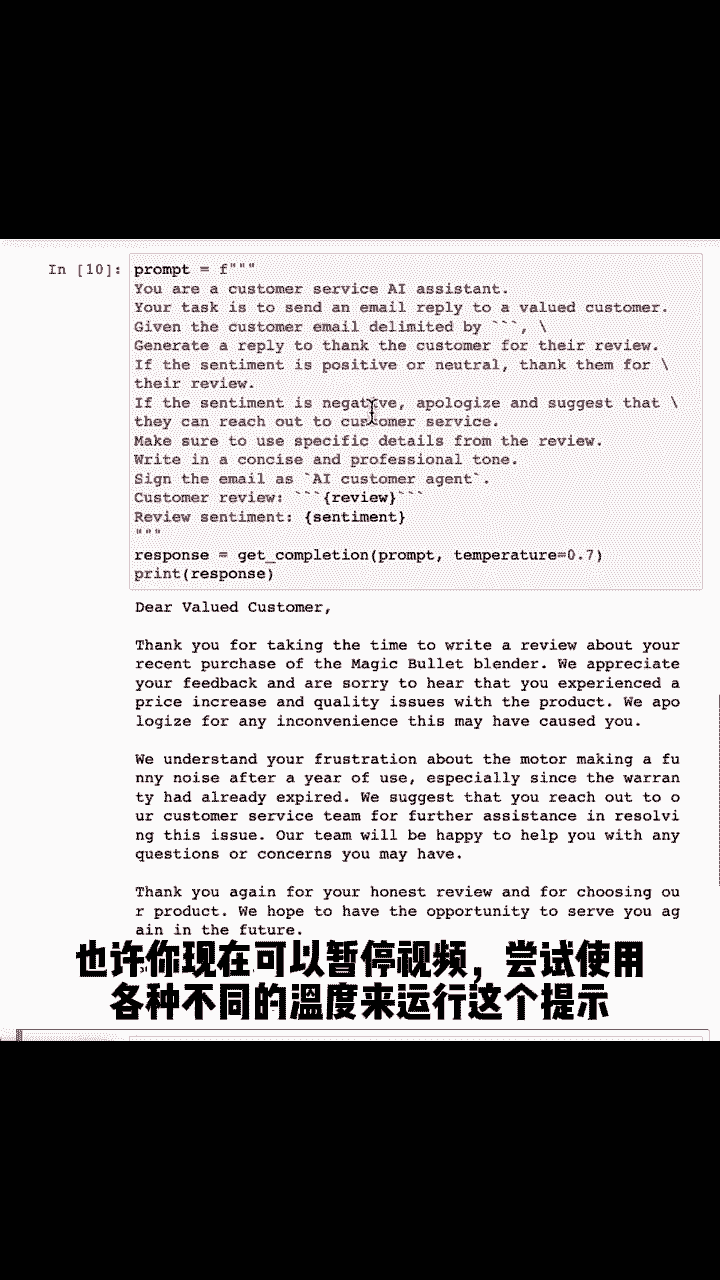 In [10]: prompt = f"""
You are a customer service AI assistant.
Your task is to send an email reply to a valued customer.
Given the customer email delimited by ```, \
Generate a reply to thank the customer for their review.
If the sentiment is positive or neutral, thank them for \
their review.
If the sentiment is negative, apologize and suggest that \
they can reach out to customer service.
Make sure to use specific details from the review.
Write in a concise and professional tone.
Sign the email as `AI customer agent`.
Customer review: ```{review}```
Review sentiment: {sentiment}
"""
response = get_completion(prompt, temperature=0.7)
print(response)
Dear Valued Customer,
Thank you for taking the time to write a review about your
recent purchase of the Magic Bullet blender. We appreciate
your feedback and are sorry to hear that you experienced a
price increase and quality issues with the product. We apo
logize for any inconvenience this may have caused you.
We understand your frustration about the motor making a fu
nny noise after a year of use, especially since the warran
ty had already expired. We suggest that you reach out to o
ur customer service team for further assistance in resolvi
ng this issue. Our team will be happy to help you with any
questions or concerns you may have.
Thank you again for your honest review and for choosing ou
r product. We hope to have the opportunity to serve you ag
ain in the future.
也许你现在可以暂停视频，尝试使用
各种不同的温度来运行这个提示